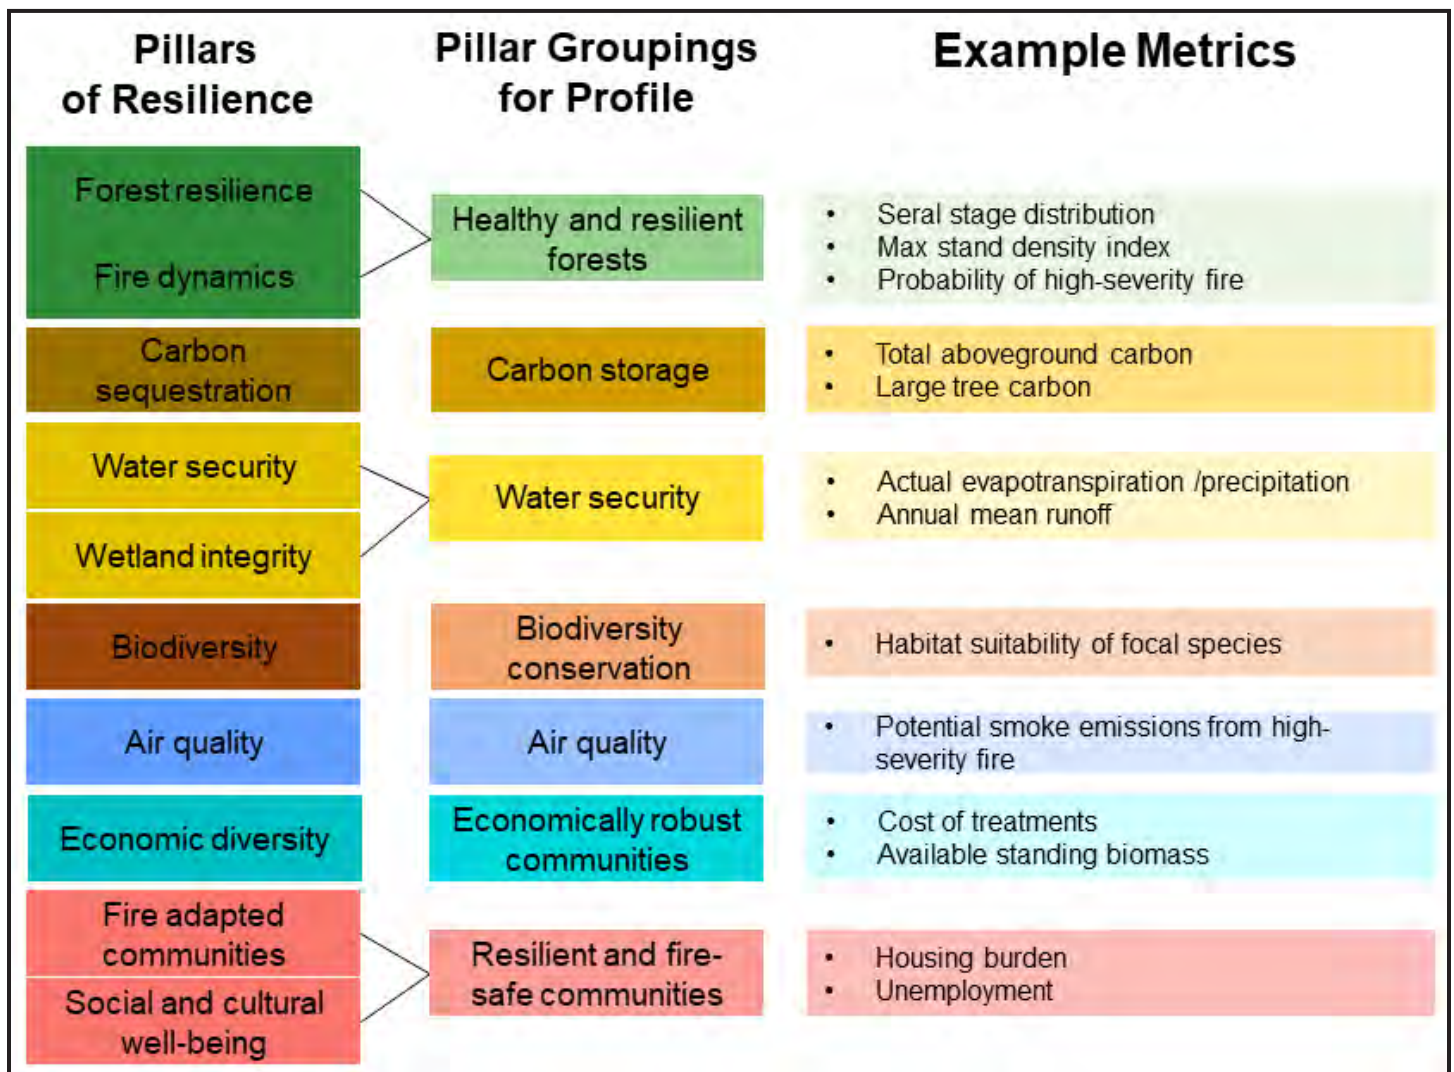 Pillars
of Resilience
Pillar Groupings
for Profile
Example Metrics
Forest resilience
Fire dynamics
Healthy and resilient
forests
• Seral stage distribution
• Max stand density index
• Probability of high-severity fire
Carbon
sequestration
Carbon storage
• Total aboveground carbon
• Large tree carbon
Water security
Wetland integrity
Water security
• Actual evapotranspiration /precipitation
• Annual mean runoff
Biodiversity
Biodiversity
conservation
• Habitat suitability of focal species
Air quality
Air quality
• Potential smoke emissions from high-
severity fire
Economic diversity
Economically robust
communities
• Cost of treatments
• Available standing biomass
Fire adapted
communities
Social and cultural
well-being
Resilient and fire-
safe communities
• Housing burden
• Unemployment